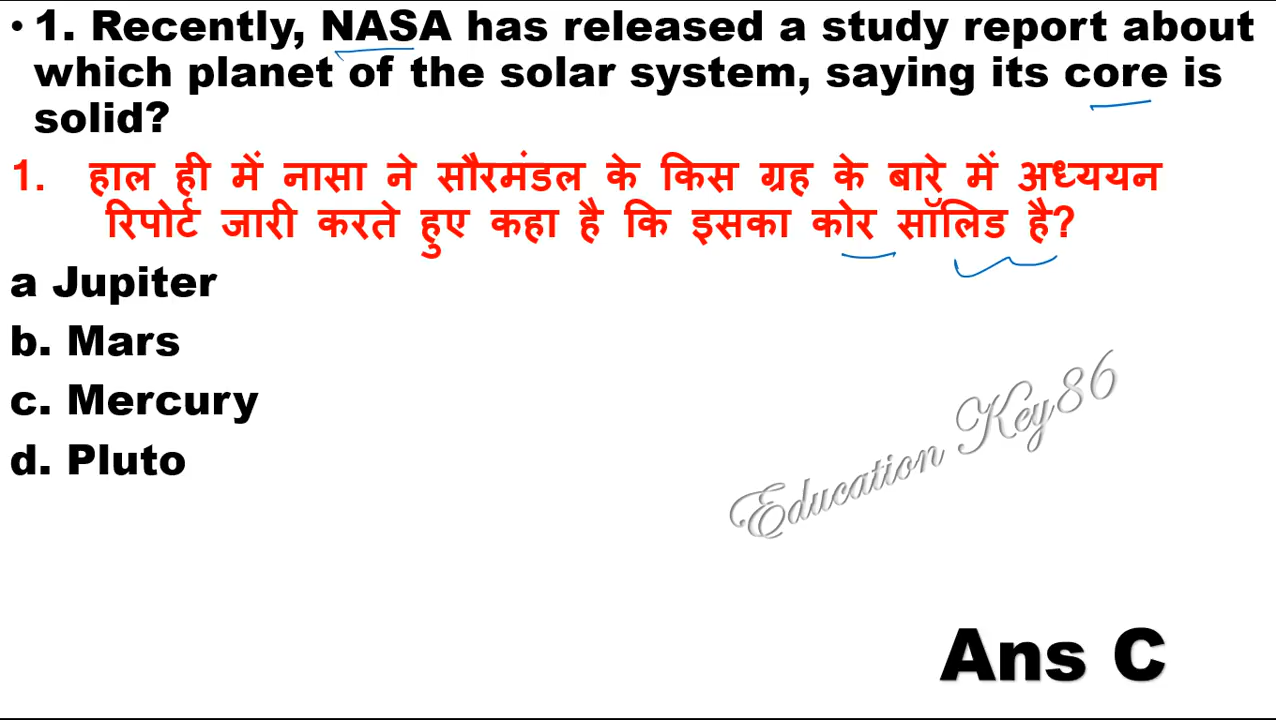 • 1. Recently, NASA has released a study report about
which planet of the solar system, saying its core is
solid?
1. हाल ही में नासा ने सौरमंडल के किस ग्रह के बारे में अध्ययन
रिपोर्ट जारी करते हुए कहा है कि इसका कोर सॉलिड है?
a Jupiter
b. Mars
c. Mercury
d. Pluto
Education Key86
Ans C